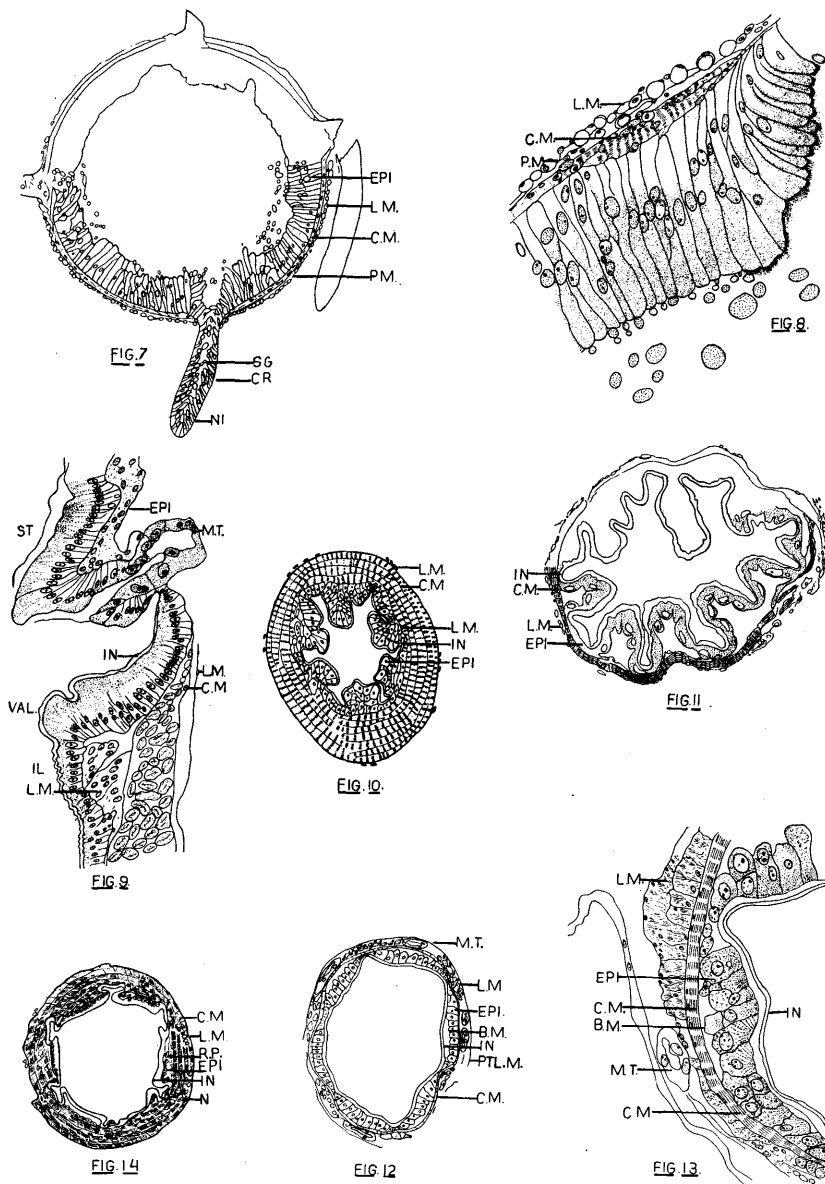 EPI
L.M.
C.M.
P.M.
SG
CR
NI
FIG.7
L.M.
C.M.
P.M.
FIG.8
ST
EPI
M.T.
IN
L.M.
C.M
VAL.
IL
L.M.
FIG.9
L.M.
C.M
L.M.
IN
EPI
FIG.10.
IN
C.M
L.M.
EPI
FIG.11
C.M
L.M.
R.P.
EPI
IN
N
FIG.14
M.T.
L.M
EPI.
B.M.
IN
PT.L.M.
C.M.
FIG.12
L.M.
EPI
C.M.
B.M.
M.T.
C.M
IN
FIG.13.